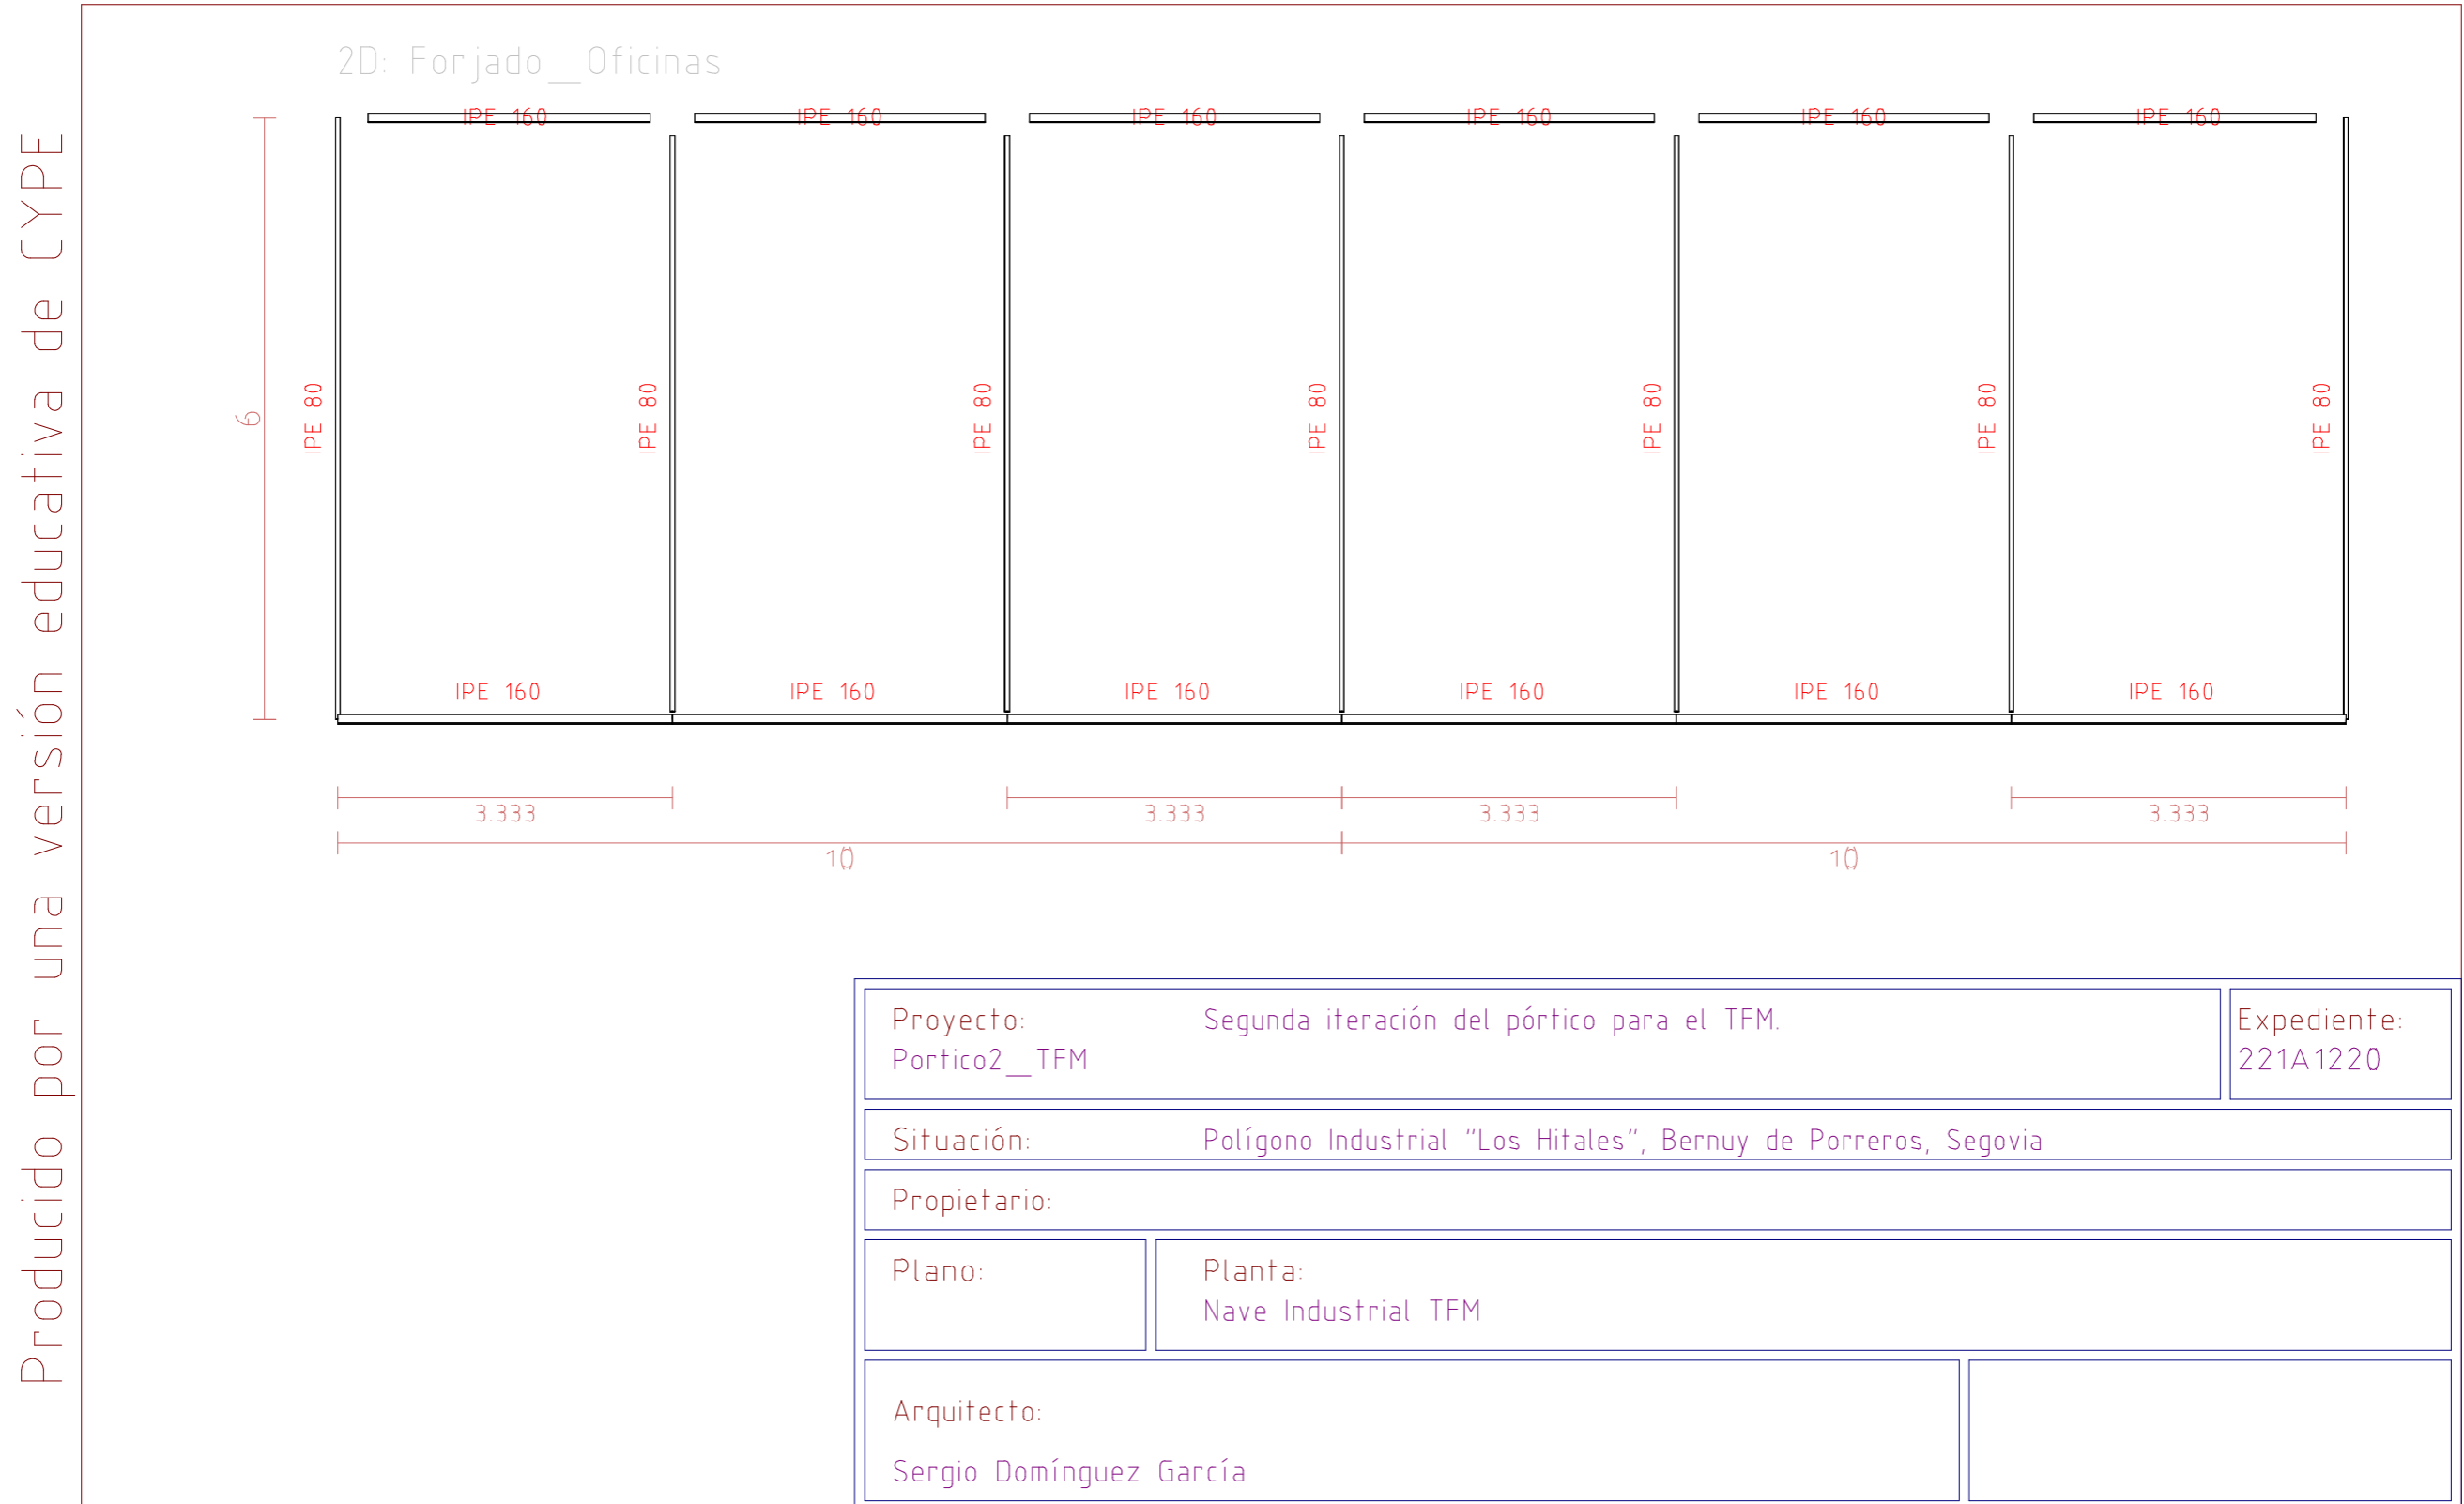 Producido por una versión educativa de CYPE
2D: Forjado__Oficinas
IPE 160 IPE 160 IPE 160 IPE 160 IPE 160 IPE 160
6
IPE 80 IPE 80 IPE 80 IPE 80 IPE 80 IPE 80 IPE 80
IPE 160 IPE 160 IPE 160 IPE 160 IPE 160 IPE 160
3.333 3.333 3.333 3.333
10 10
Proyecto: Segunda iteración del pórtico para el TFM. Expediente:
Portico2__TFM 221A1220
Situación: Polígono Industrial "Los Hitales", Bernuy de Porreros, Segovia
Propietario:
Plano: Planta:
Nave Industrial TFM
Arquitecto:
Sergio Domínguez García